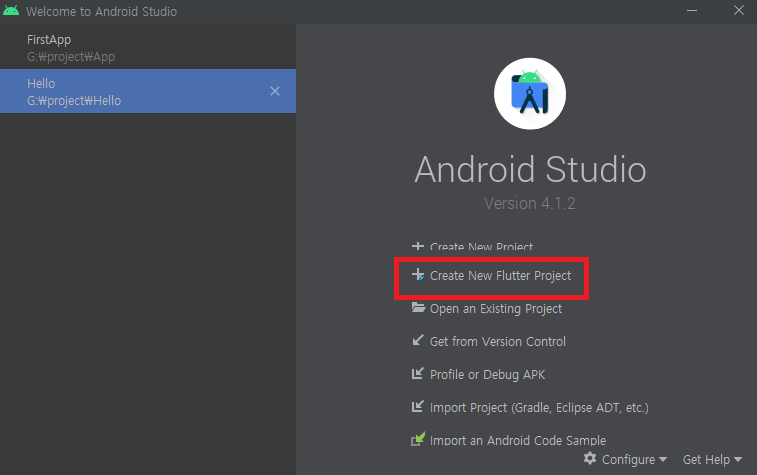 Welcome to Android Studio
FirstApp
G:₩project₩App
Hello
G:₩project₩Hello
Android Studio
Version 4.1.2
Create New Project
Create New Flutter Project
Open an Existing Project
Get from Version Control
Profile or Debug APK
Import Project (Gradle, Eclipse ADT, etc.)
Import an Android Code Sample
Configure
Get Help